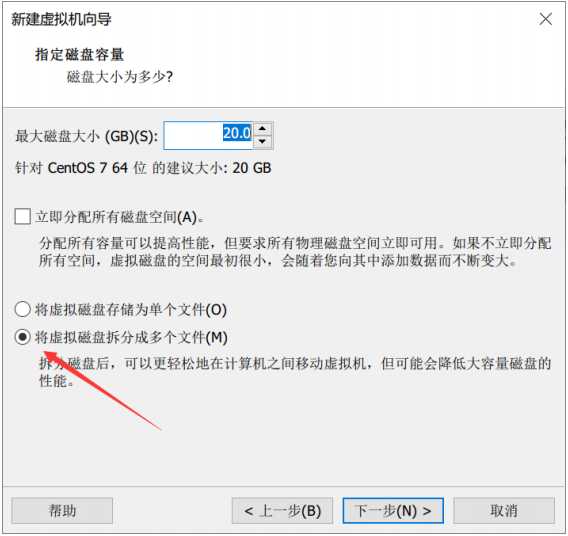 新建虚拟机向导
指定磁盘容量
磁盘大小为多少?
最大磁盘大小 (GB)(S): 20.0
针对 CentOS 7 64 位 的建议大小: 20 GB
立即分配所有磁盘空间(A)。
分配所有容量可以提高性能，但要求所有物理磁盘空间立即可用。如果不立即分配
所有空间，虚拟磁盘的空间最初很小，会随着您向其中添加数据而不断变大。
将虚拟磁盘存储为单个文件(O)
将虚拟磁盘拆分成多个文件(M)
拆分磁盘后，可以更轻松地在计算机之间移动虚拟机，但可能会降低大容量磁盘的
性能。
帮助
< 上一步(B)
下一步(N) >
取消